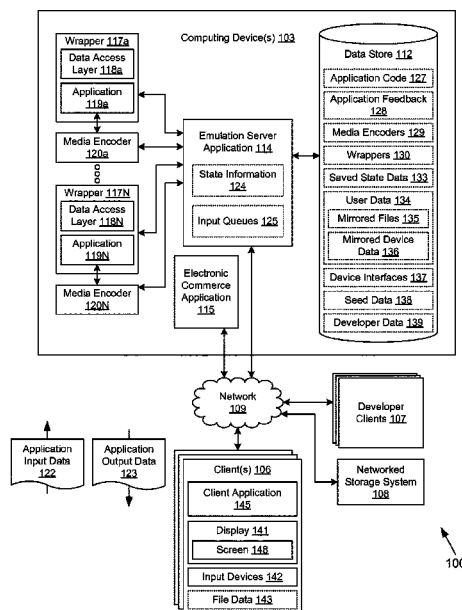 Computing Device(s) 103
Wrapper 117a
Data Access
Layer 118a
Application
119a
Media Encoder
120a
Wrapper 117N
Data Access
Layer 118N
Application
119N
Media Encoder
120N
Emulation Server
Application 114
State Information
124
Input Queues
125
Electronic
Commerce
Application
115
Data Store
112
Application Code 127
Application Feedback
128
Media Encoders 129
Wrappers 130
Saved State Data 133
User Data 134
Mirrored Files 135
Mirrored Device
Data 136
Device Interfaces 137
Seed Data 138
Developer Data 139
Network
109
Developer
Clients 107
Networked
Storage System
108
Application
Input Data
122
Application
Output Data
123
Client(s) 106
Client Application
145
Display 141
Screen 148
Input Devices 142
File Data 143
100